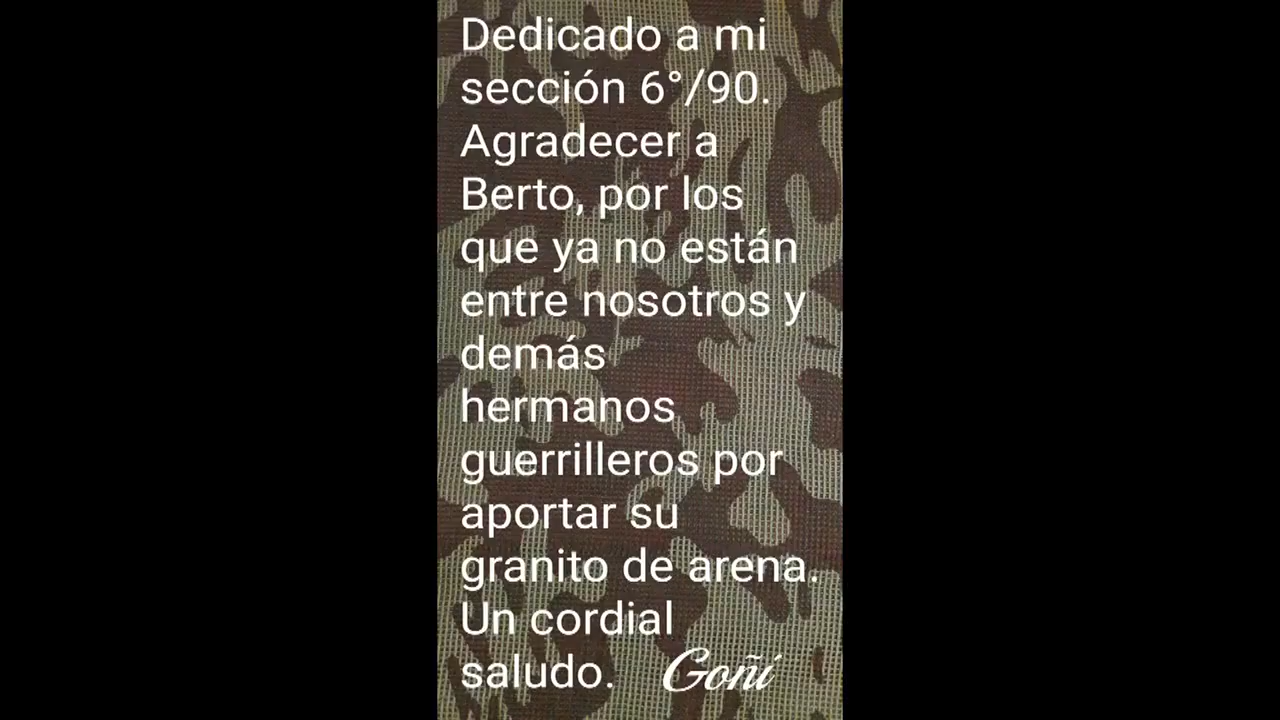 Dedicado a mi
sección 6°/90.
Agradecer a
Berto, por los
que ya no están
entre nosotros y
demás
hermanos
guerrilleros por
aportar su
granito de arena.
Un cordial
saludo. Goñi